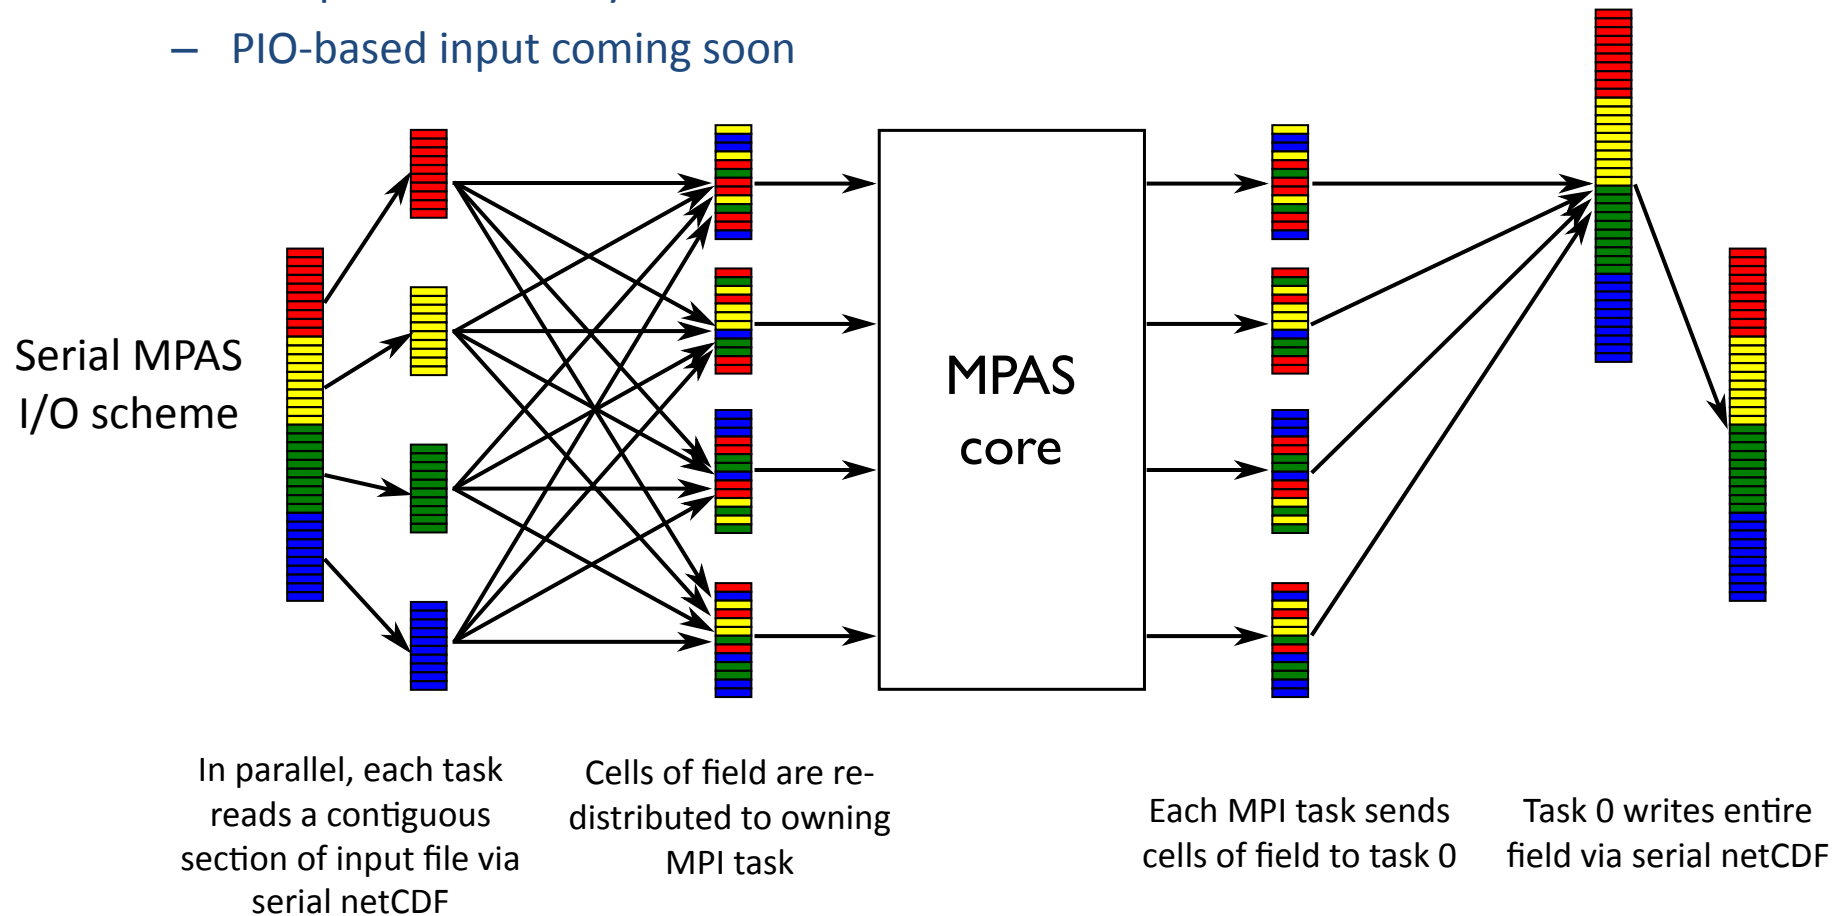 – PIO-based input coming soon
Serial MPAS
I/O scheme
MPAS
core
In parallel, each task
reads a contiguous
section of input file via
serial netCDF
Cells of field are re-
distributed to owning
MPI task
Each MPI task sends
cells of field to task 0
Task 0 writes entire
field via serial netCDF